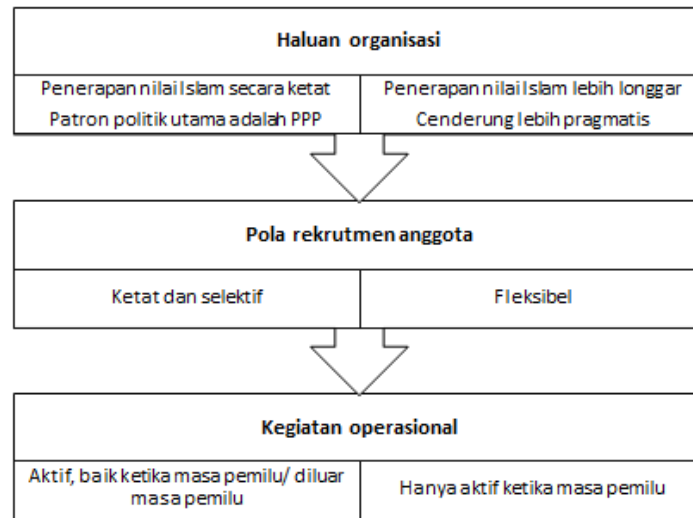 Haluan organisasi
Penerapan nilai Islam secara ketat
Patron politik utama adalah PPP
Penerapan nilai Islam lebih longgar
Cenderung lebih pragmatis
Pola rekrutmen anggota
Ketat dan selektif
Fleksibel
Kegiatan operasional
Aktif, baik ketika masa pemilu/ diluar
masa pemilu
Hanya aktif ketika masa pemilu